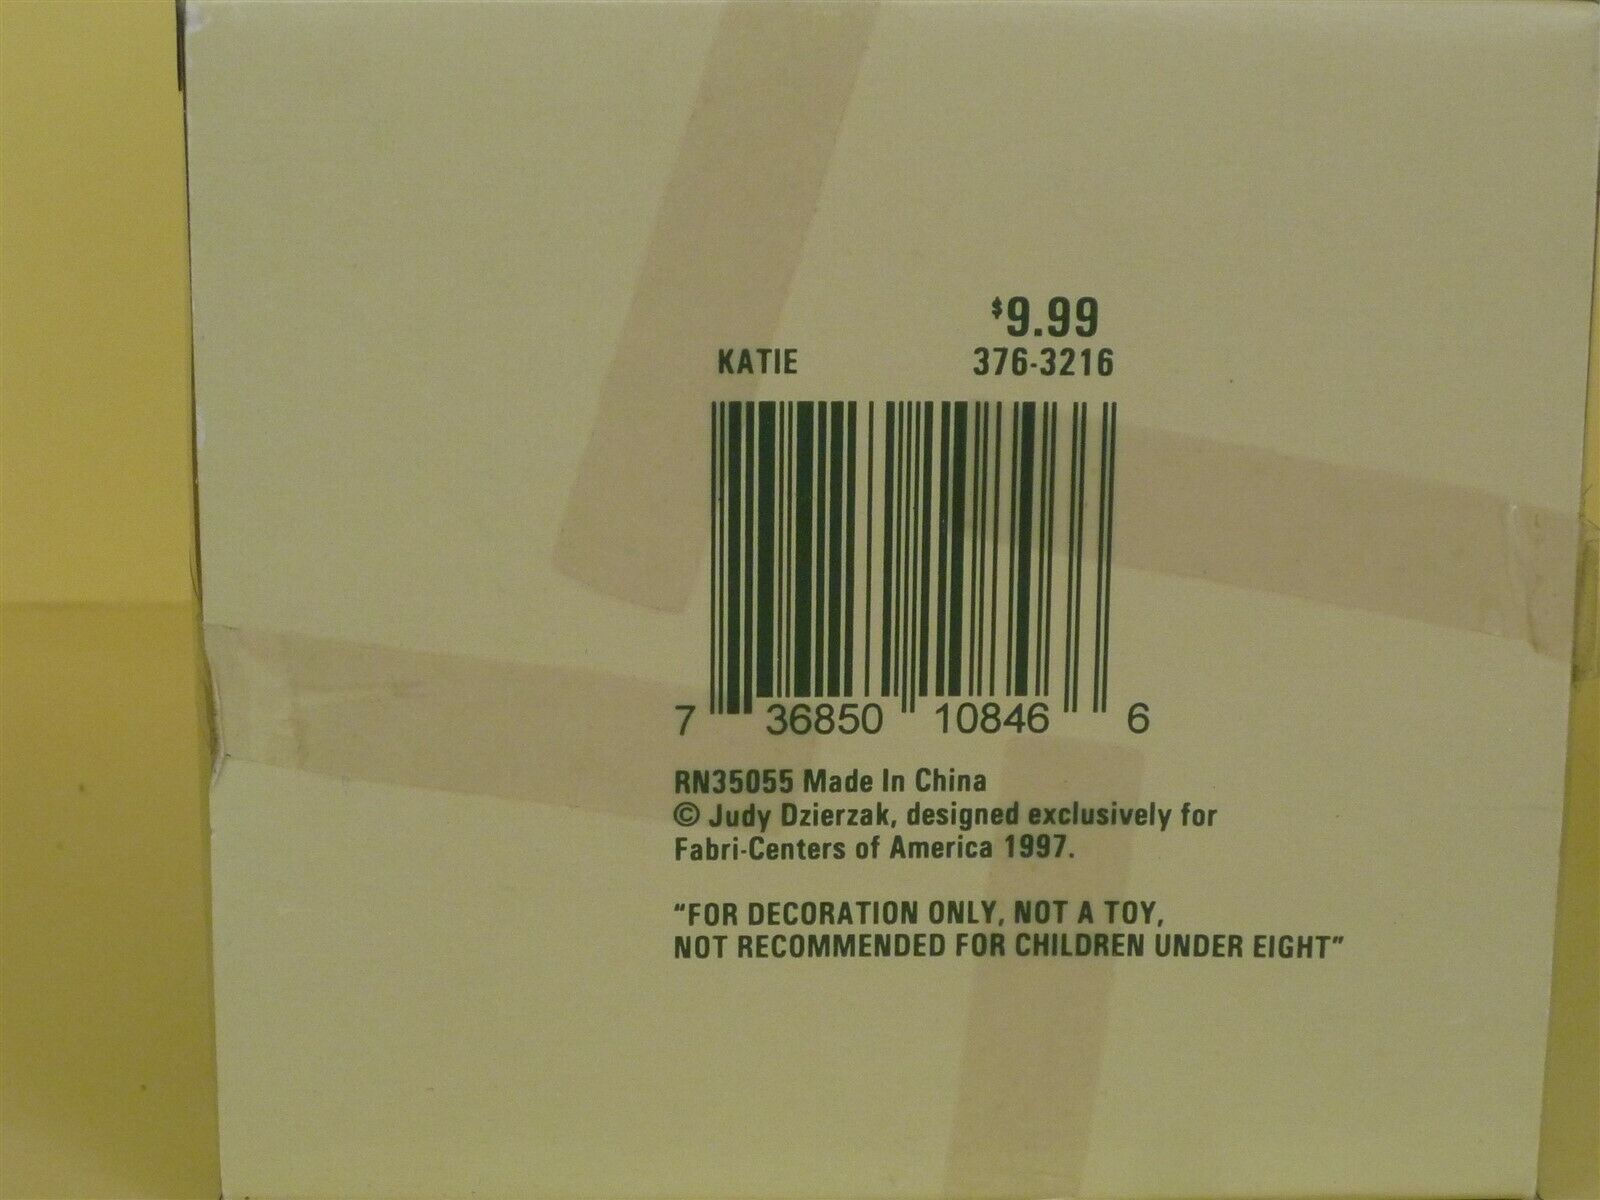 $9.99
KATIE 376-3216
7 36850 10846 6
RN35055 Made In China
© Judy Dzierzak, designed exclusively for
Fabri-Centers of America 1997.
"FOR DECORATION ONLY, NOT A TOY,
NOT RECOMMENDED FOR CHILDREN UNDER EIGHT"